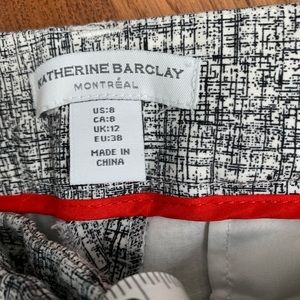 KATHERINE BARCLAY
MONTRÉAL
US:8
CA:8
UK:12
EU:38
MADE IN
CHINA